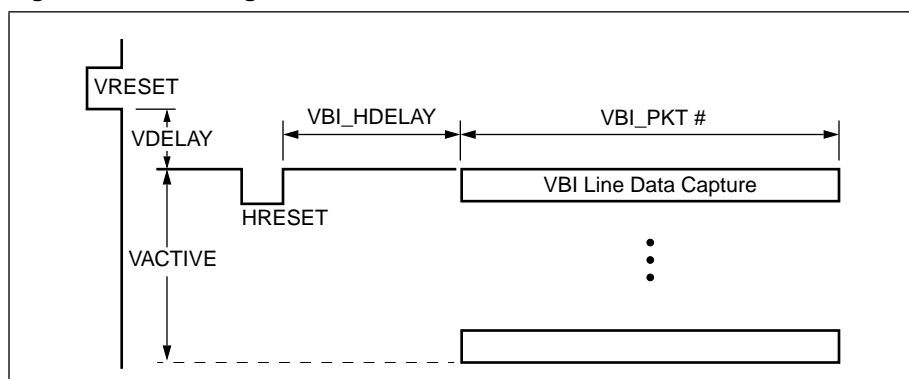 VRESET
VBI_HDELAY
VBI_PKT #
VDELAY
VBI Line Data Capture
HRESET
VACTIVE